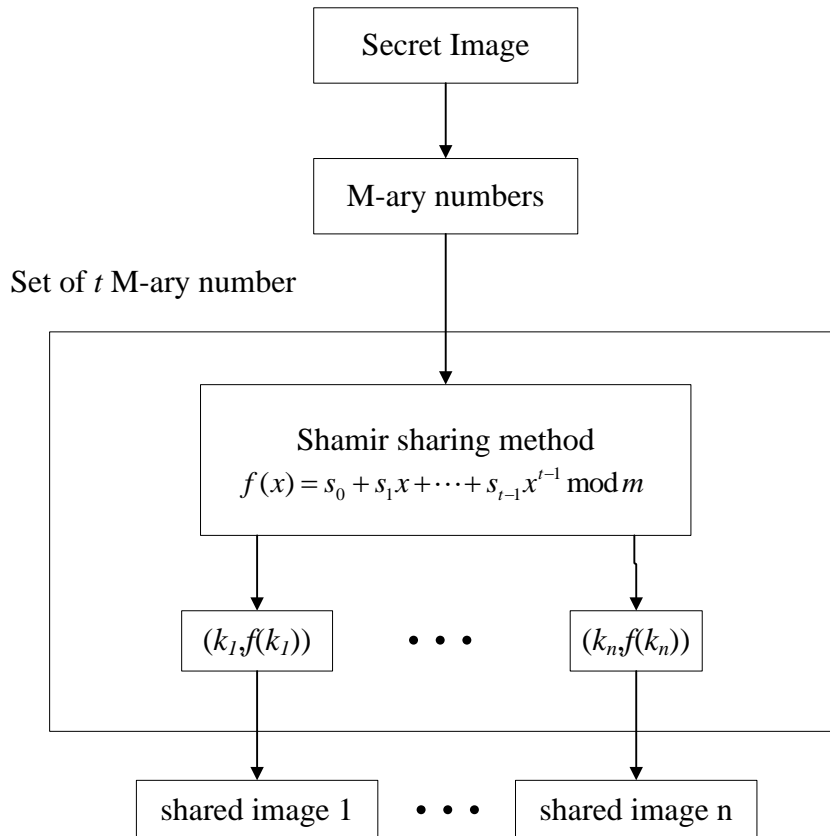 Secret Image
M-ary numbers
Set of t M-ary number
Shamir sharing method
f(x) = s₀ + s₁x + ⋯ + sₜ₋₁xᵗ⁻¹ mod m
(k₁,f(k₁)) • • • (kₙ,f(kₙ))
shared image 1 • • • shared image n